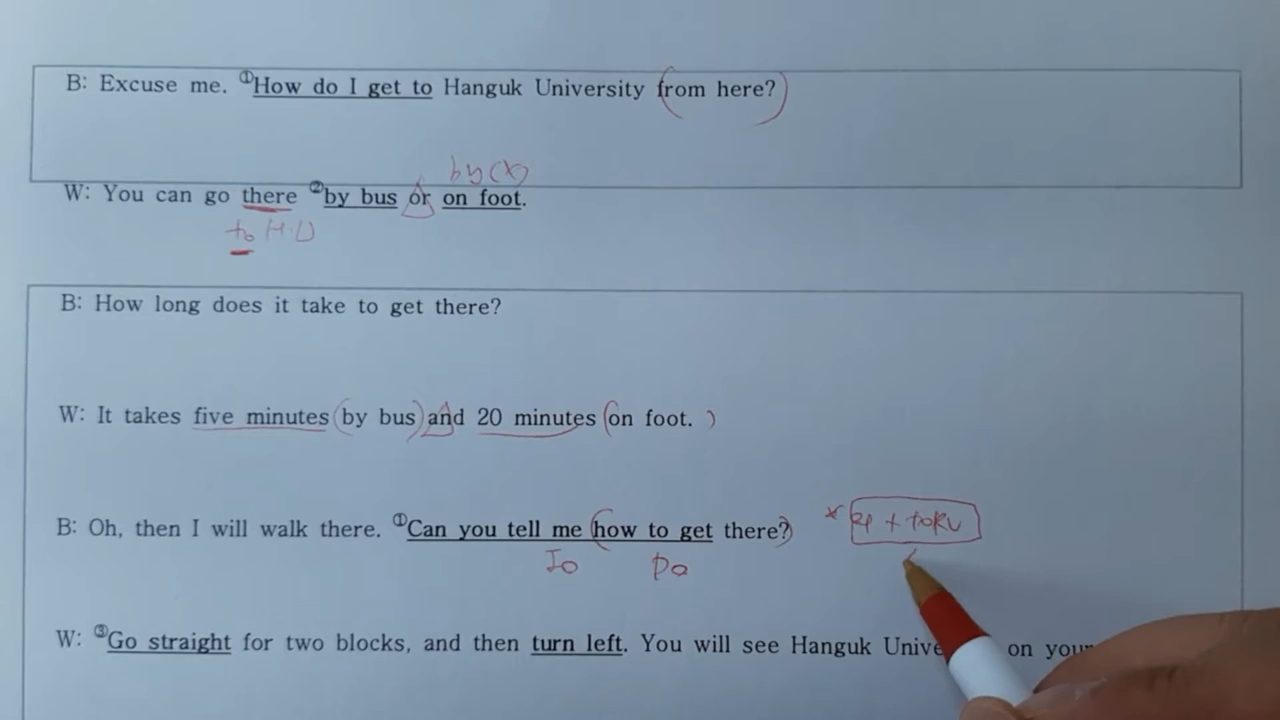 B: Excuse me. ①How do I get to Hanguk University from here?
by(x)
W: You can go there ②by bus or on foot.
to H.U
B: How long does it take to get there?
W: It takes five minutes by bus and 20 minutes on foot.
B: Oh, then I will walk there. ①Can you tell me how to get there?
IO DO
W: ③Go straight for two blocks, and then turn left. You will see Hanguk on